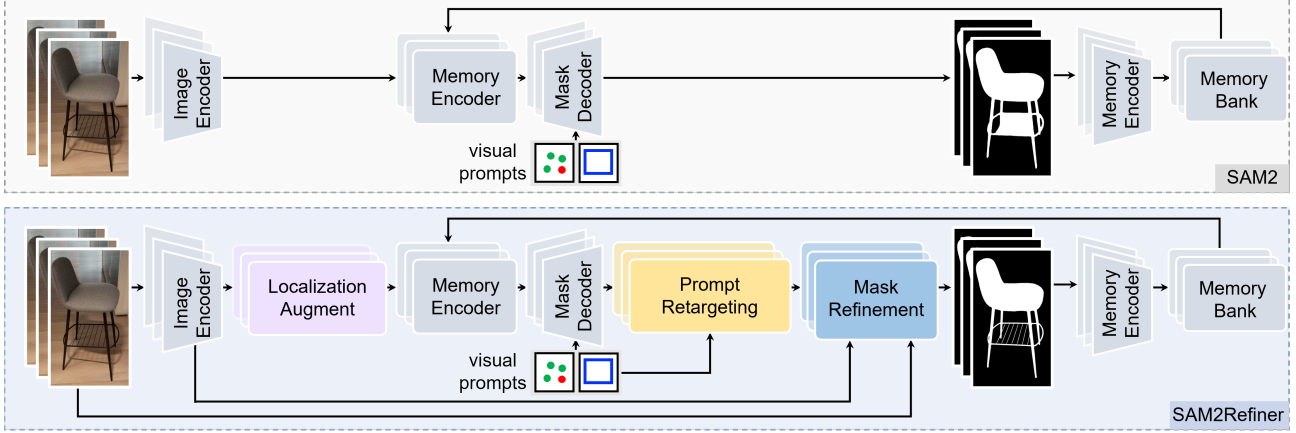 Image
Encoder
Memory
Encoder
Mask
Decoder
visual
prompts
Memory
Encoder
Memory
Bank
SAM2
Image
Encoder
Localization
Augment
Memory
Encoder
Mask
Decoder
visual
prompts
Prompt
Retargeting
Mask
Refinement
Memory
Encoder
Memory
Bank
SAM2Refiner